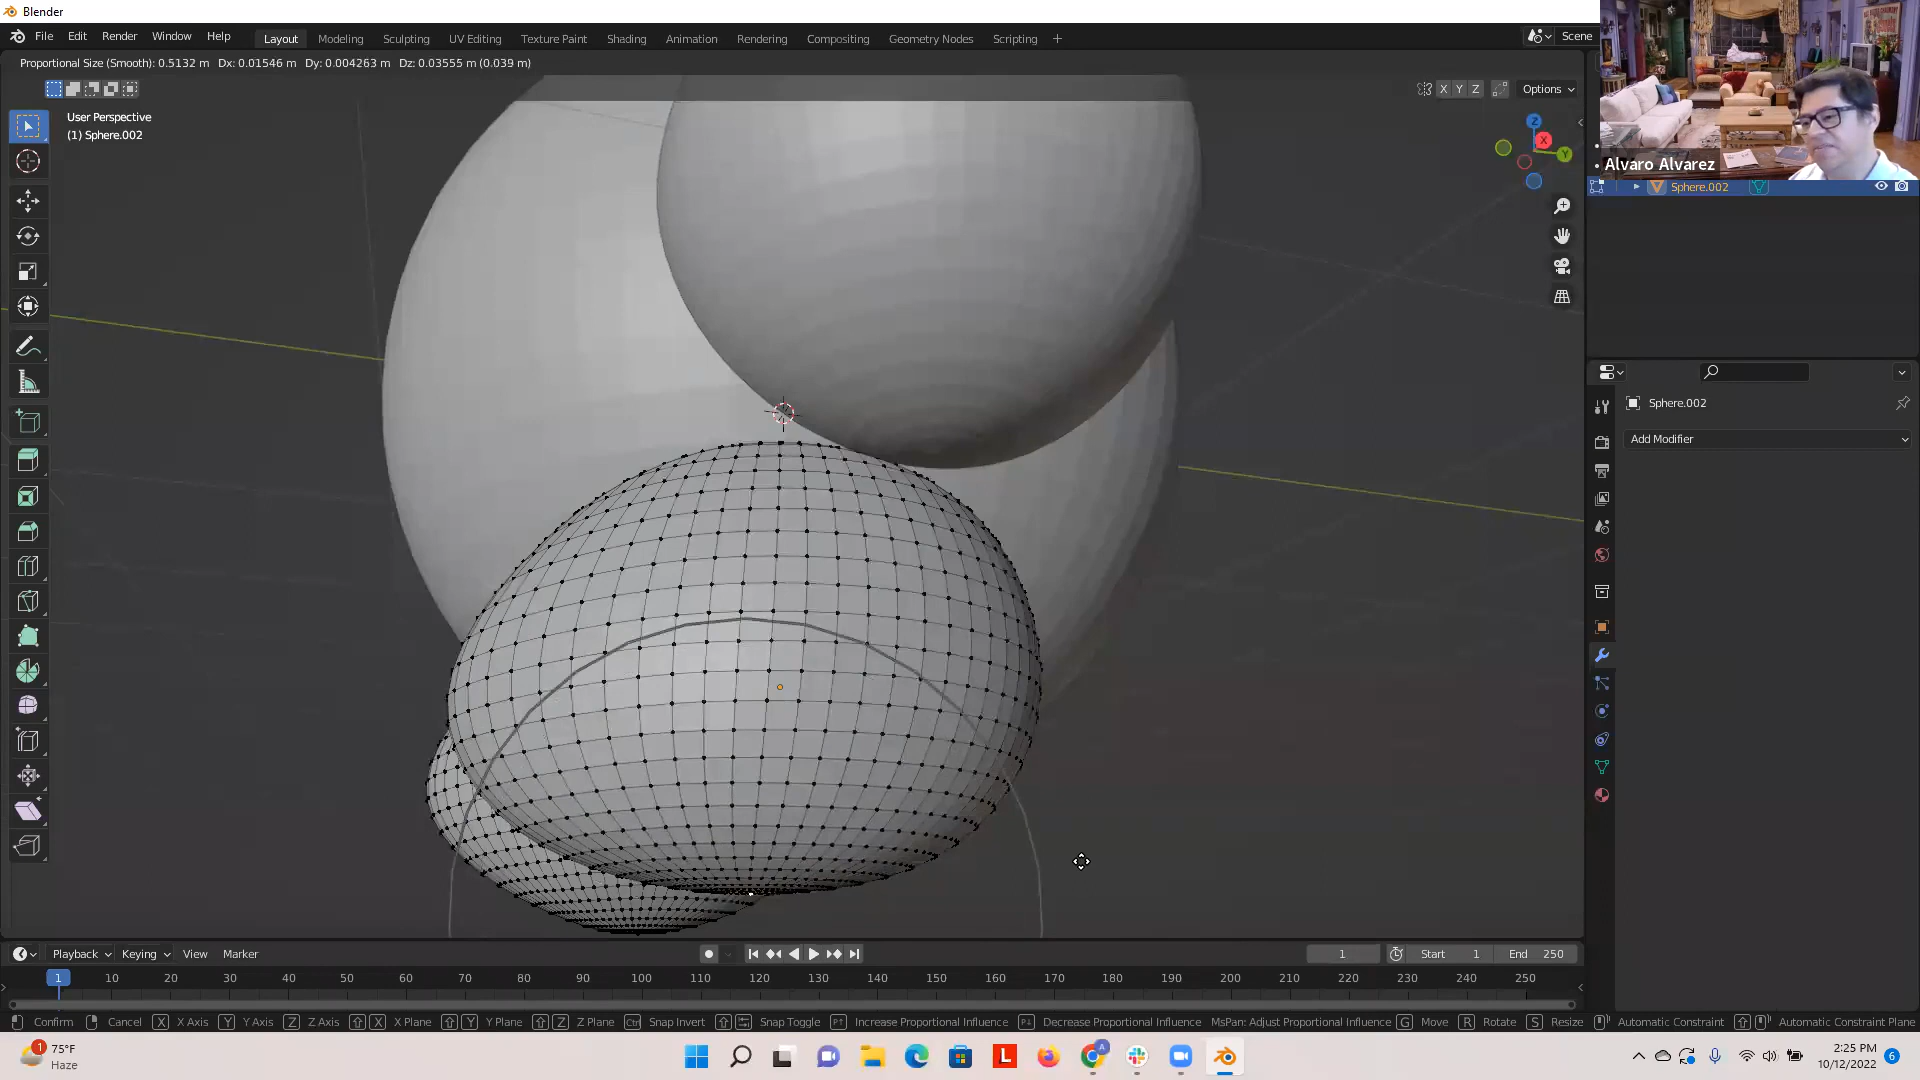 Blender
File Edit Render Window Help Layout Modeling Sculpting UV Editing Texture Paint Shading Animation Rendering Compositing Geometry Nodes Scripting + Scene
Proportional Size (Smooth): 0.5132 m Dx: 0.01546 m Dy: 0.004263 m Dz: 0.03555 m (0.039 m)
X Y Z Options
User Perspective
(1) Sphere.002
Z
X
Y
Alvaro Alvarez
Sphere.002
Sphere.002
Add Modifier
Playback Keying View Marker 1 Start 1 End 250
1 10 20 30 40 50 60 70 80 90 100 110 120 130 140 150 160 170 180 190 200 210 220 230 240 250
Confirm Cancel X X Axis Y Y Axis Z Z Axis X X Plane Y Y Plane Z Z Plane Ctrl Snap Invert Snap Toggle Increase Proportional Influence Decrease Proportional Influence MsPan: Adjust Proportional Influence G Move R Rotate S Resize Automatic Constraint Automatic Constraint Plane
1 75°F
Haze
L
A
2:25 PM
10/12/2022
6